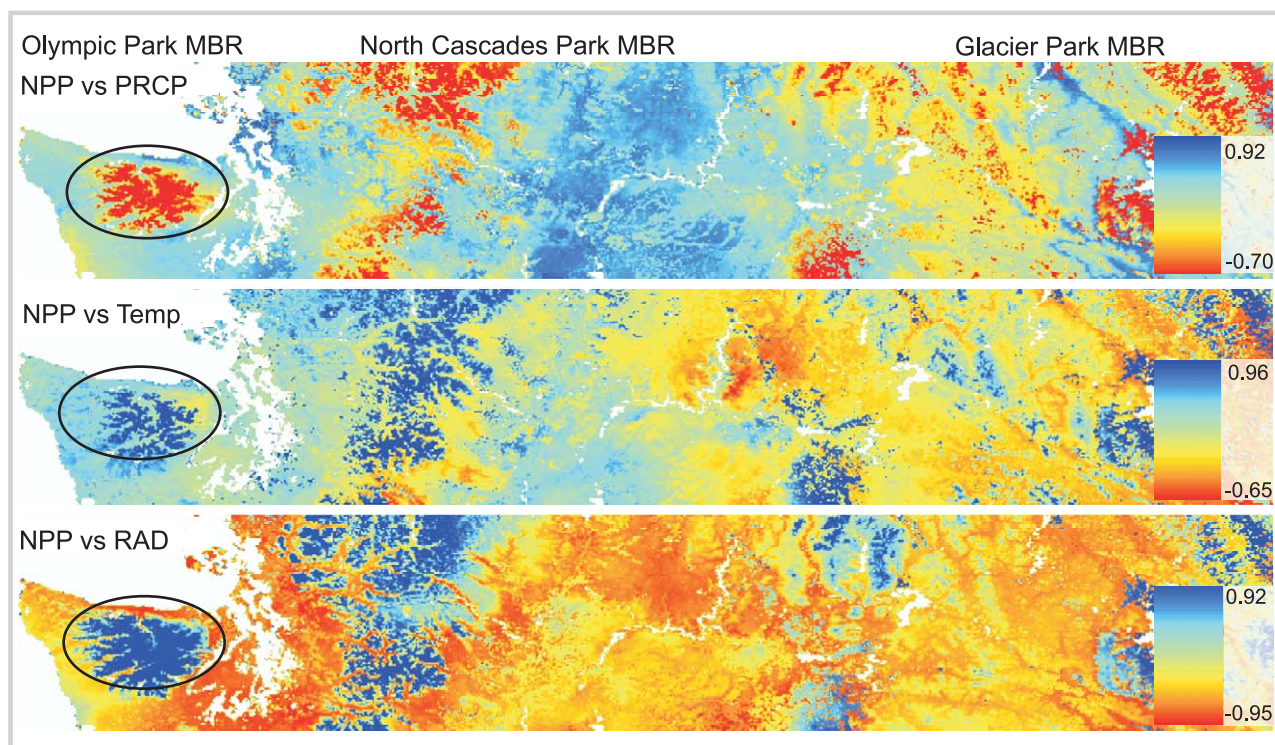 Olympic Park MBR North Cascades Park MBR Glacier Park MBR
NPP vs PRCP
0.92
-0.70
NPP vs Temp
0.96
-0.65
NPP vs RAD
0.92
-0.95